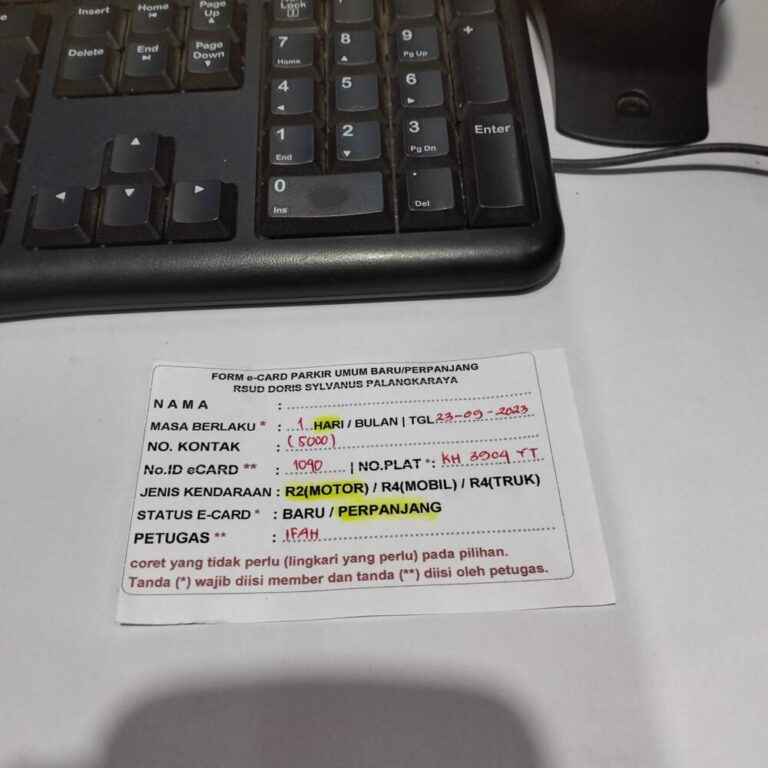 Insert Home Page Up Lock
Delete End Page Down
7 Home 8 9 Pg Up +
4 5 6
1 End 2 3 Pg Dn Enter
0 Ins . Del
FORM e-CARD PARKIR UMUM BARU/PERPANJANG
RSUD DORIS SYLVANUS PALANGKARAYA
NAMA :
MASA BERLAKU * : 1 HARI / BULAN | TGL 23-09-2023
NO. KONTAK : (5000)
No.ID eCARD ** : 1090 | NO.PLAT *: KH 3904 YT
JENIS KENDARAAN : R2(MOTOR) / R4(MOBIL) / R4(TRUK)
STATUS E-CARD * : BARU / PERPANJANG
PETUGAS ** : IFAH
coret yang tidak perlu (lingkari yang perlu) pada pilihan.
Tanda (*) wajib diisi member dan tanda (**) diisi oleh petugas.